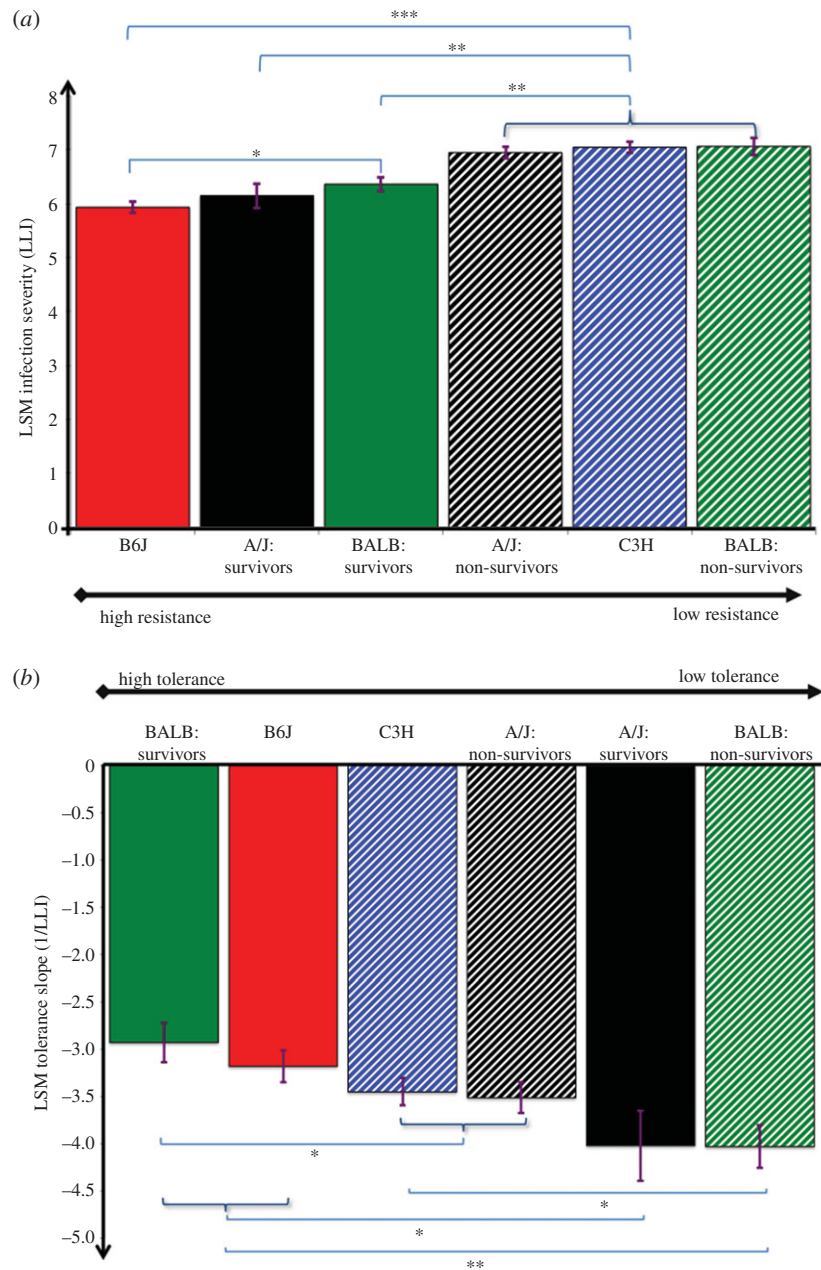 (a)
***
**
**
*
8
7
6
5
4
3
2
1
0
LSM infection severity (LLI)
B6J
A/J:
survivors
BALB:
survivors
A/J:
non-survivors
C3H
BALB:
non-survivors
high resistance
low resistance
(b)
high tolerance
low tolerance
BALB:
survivors
B6J
C3H
A/J:
non-survivors
A/J:
survivors
BALB:
non-survivors
0
–0.5
–1.0
–1.5
–2.0
–2.5
–3.0
–3.5
–4.0
–4.5
–5.0
LSM tolerance slope (1/LLI)
*
*
*
**